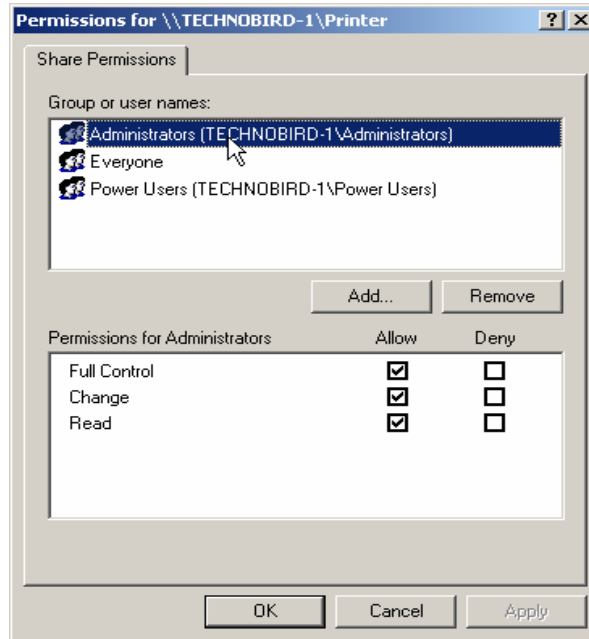 Permissions for \\TECHNOBIRD-1\Printer
Share Permissions
Group or user names:
Administrators (TECHNOBIRD-1\Administrators)
Everyone
Power Users (TECHNOBIRD-1\Power Users)
Add... Remove
Permissions for Administrators Allow Deny
Full Control
Change
Read
OK Cancel Apply